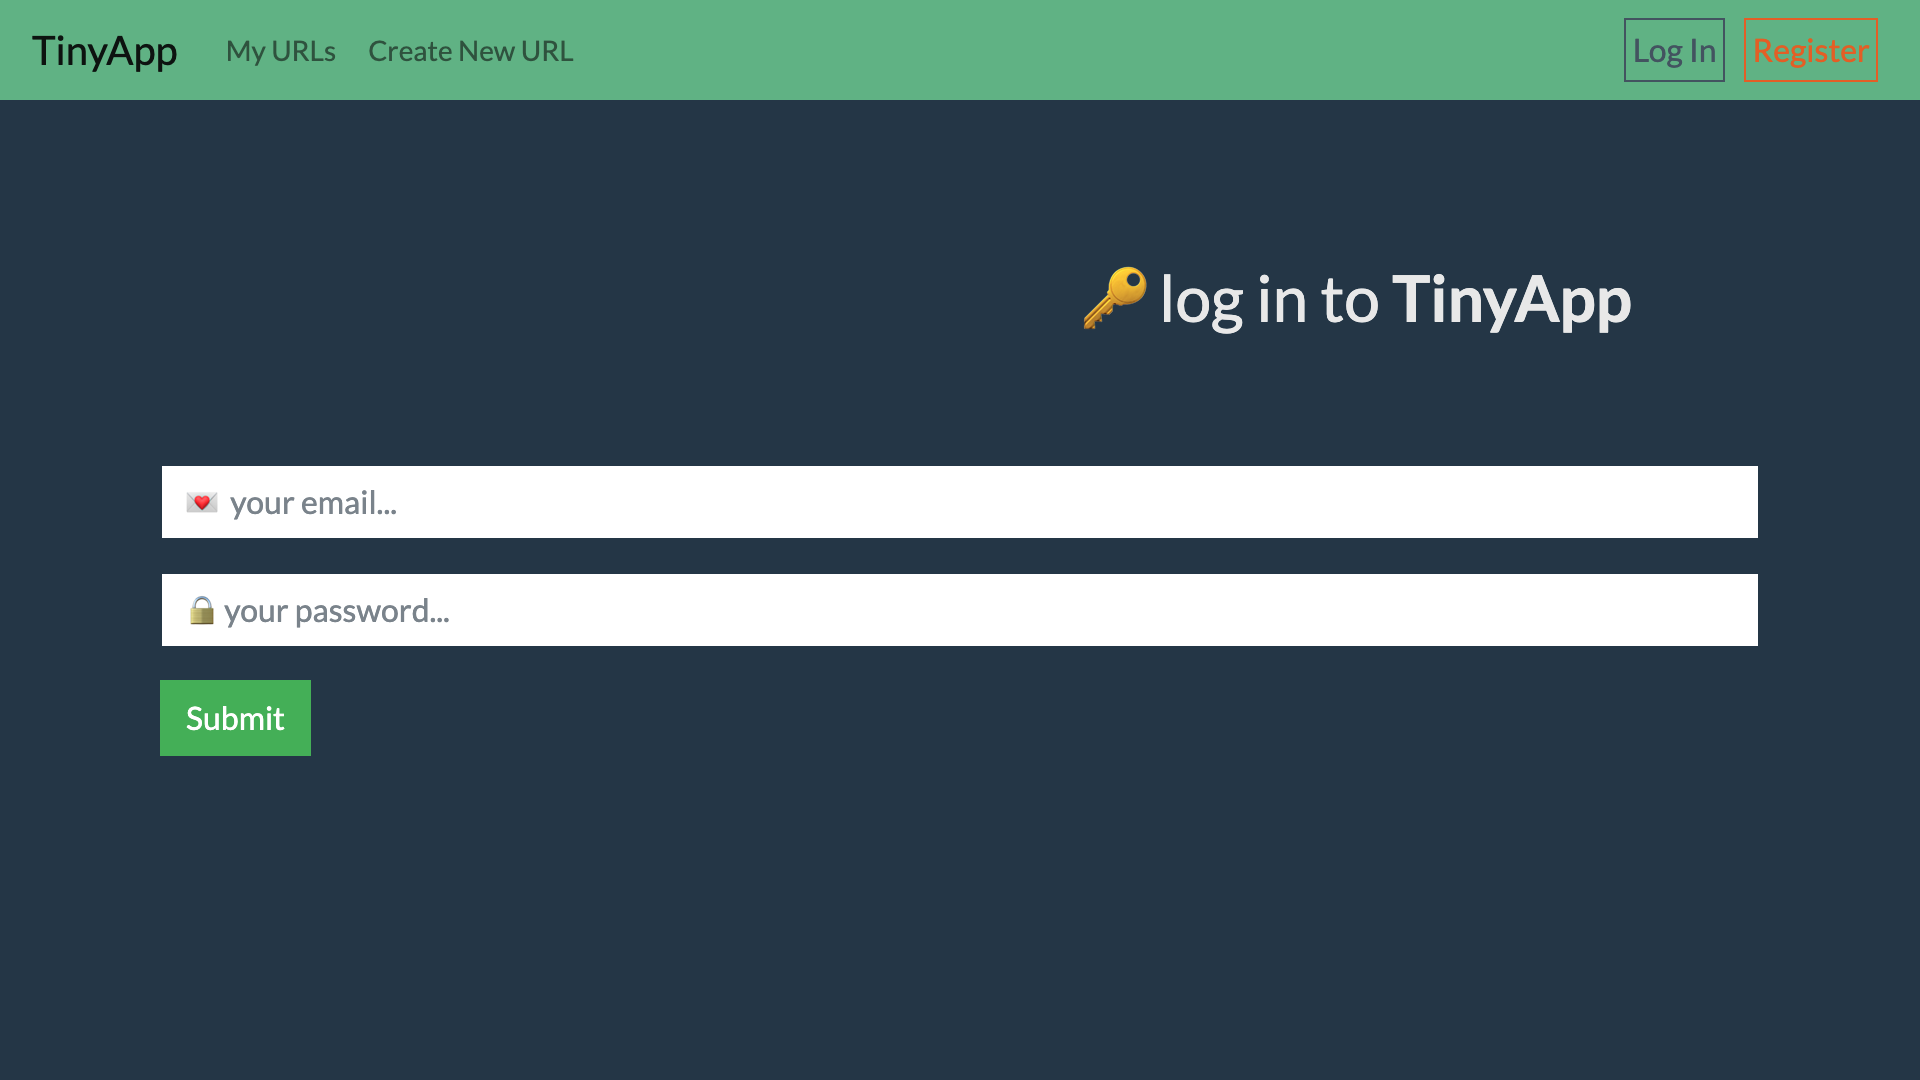 TinyApp My URLs Create New URL Log In Register
🔑 log in to TinyApp
💌 your email...
🔒 your password...
Submit